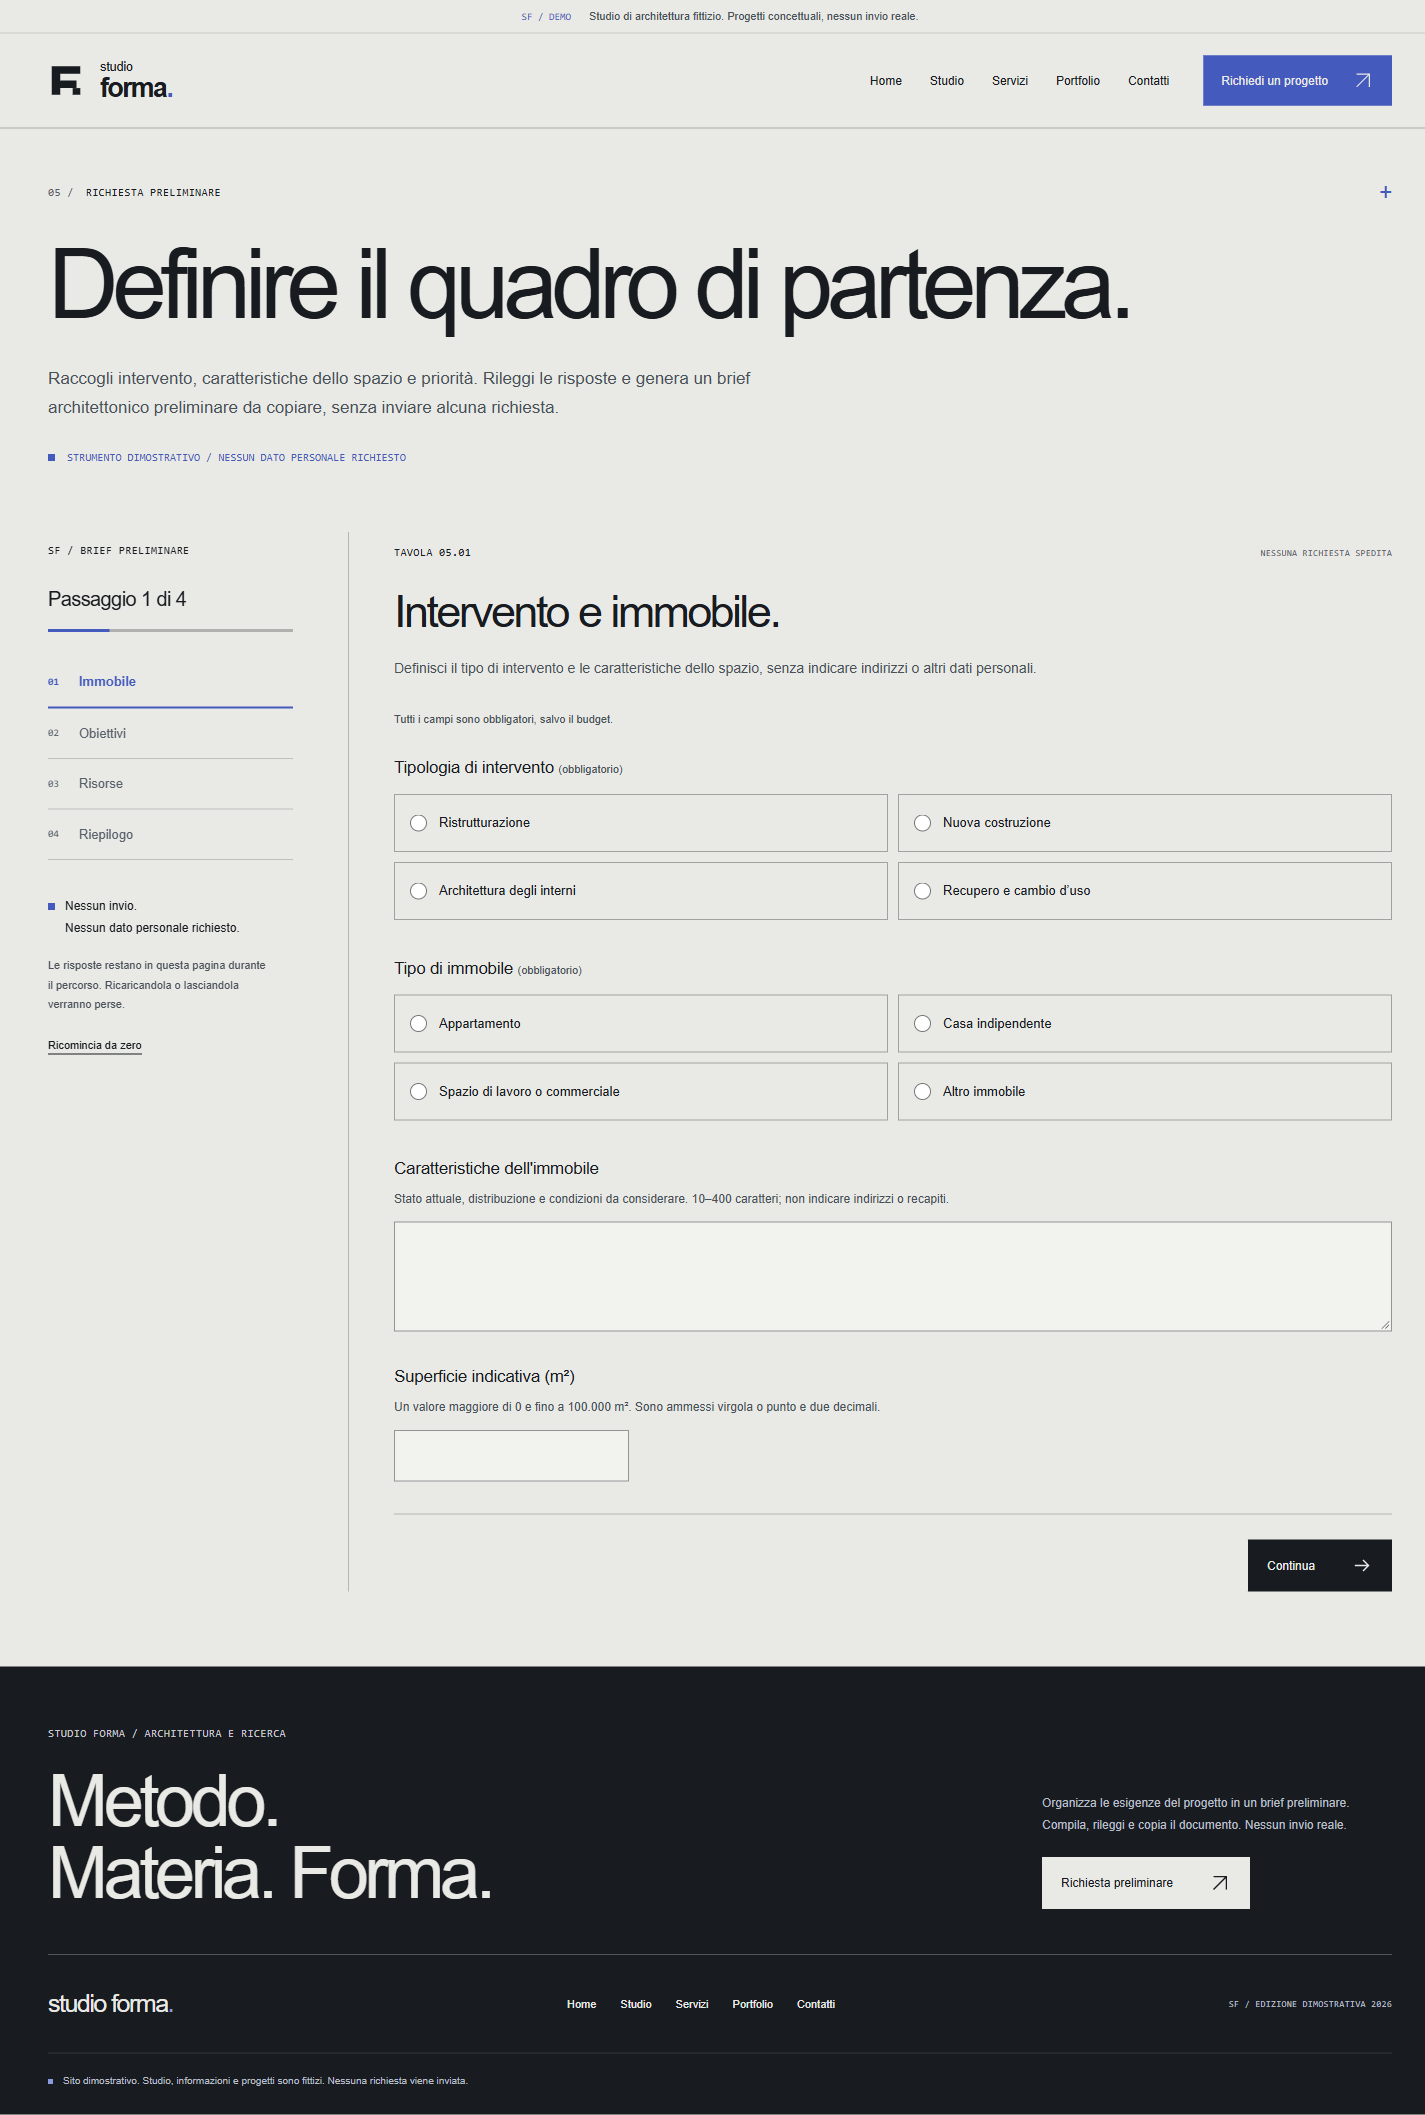 SF / DEMO Studio di architettura fittizio. Progetti concettuali, nessun invio reale.
studio
forma.
Home Studio Servizi Portfolio Contatti Richiedi un progetto
05 / RICHIESTA PRELIMINARE
+
Definire il quadro di partenza.
Raccogli intervento, caratteristiche dello spazio e priorità. Rileggi le risposte e genera un brief
architettonico preliminare da copiare, senza inviare alcuna richiesta.
STRUMENTO DIMOSTRATIVO / NESSUN DATO PERSONALE RICHIESTO
SF / BRIEF PRELIMINARE
Passaggio 1 di 4
01 Immobile
02 Obiettivi
03 Risorse
04 Riepilogo
Nessun invio.
Nessun dato personale richiesto.
Le risposte restano in questa pagina durante
il percorso. Ricaricandola o lasciandola
verranno perse.
Ricomincia da zero
TAVOLA 05.01
NESSUNA RICHIESTA SPEDITA
Intervento e immobile.
Definisci il tipo di intervento e le caratteristiche dello spazio, senza indicare indirizzi o altri dati personali.
Tutti i campi sono obbligatori, salvo il budget.
Tipologia di intervento (obbligatorio)
Ristrutturazione
Nuova costruzione
Architettura degli interni
Recupero e cambio d'uso
Tipo di immobile (obbligatorio)
Appartamento
Casa indipendente
Spazio di lavoro o commerciale
Altro immobile
Caratteristiche dell'immobile
Stato attuale, distribuzione e condizioni da considerare. 10–400 caratteri; non indicare indirizzi o recapiti.
Superficie indicativa (m²)
Un valore maggiore di 0 e fino a 100.000 m². Sono ammessi virgola o punto e due decimali.
Continua
STUDIO FORMA / ARCHITETTURA E RICERCA
Metodo.
Materia. Forma.
Organizza le esigenze del progetto in un brief preliminare.
Compila, rileggi e copia il documento. Nessun invio reale.
Richiesta preliminare
studio forma.
Home Studio Servizi Portfolio Contatti
SF / EDIZIONE DIMOSTRATIVA 2026
Sito dimostrativo. Studio, informazioni e progetti sono fittizi. Nessuna richiesta viene inviata.